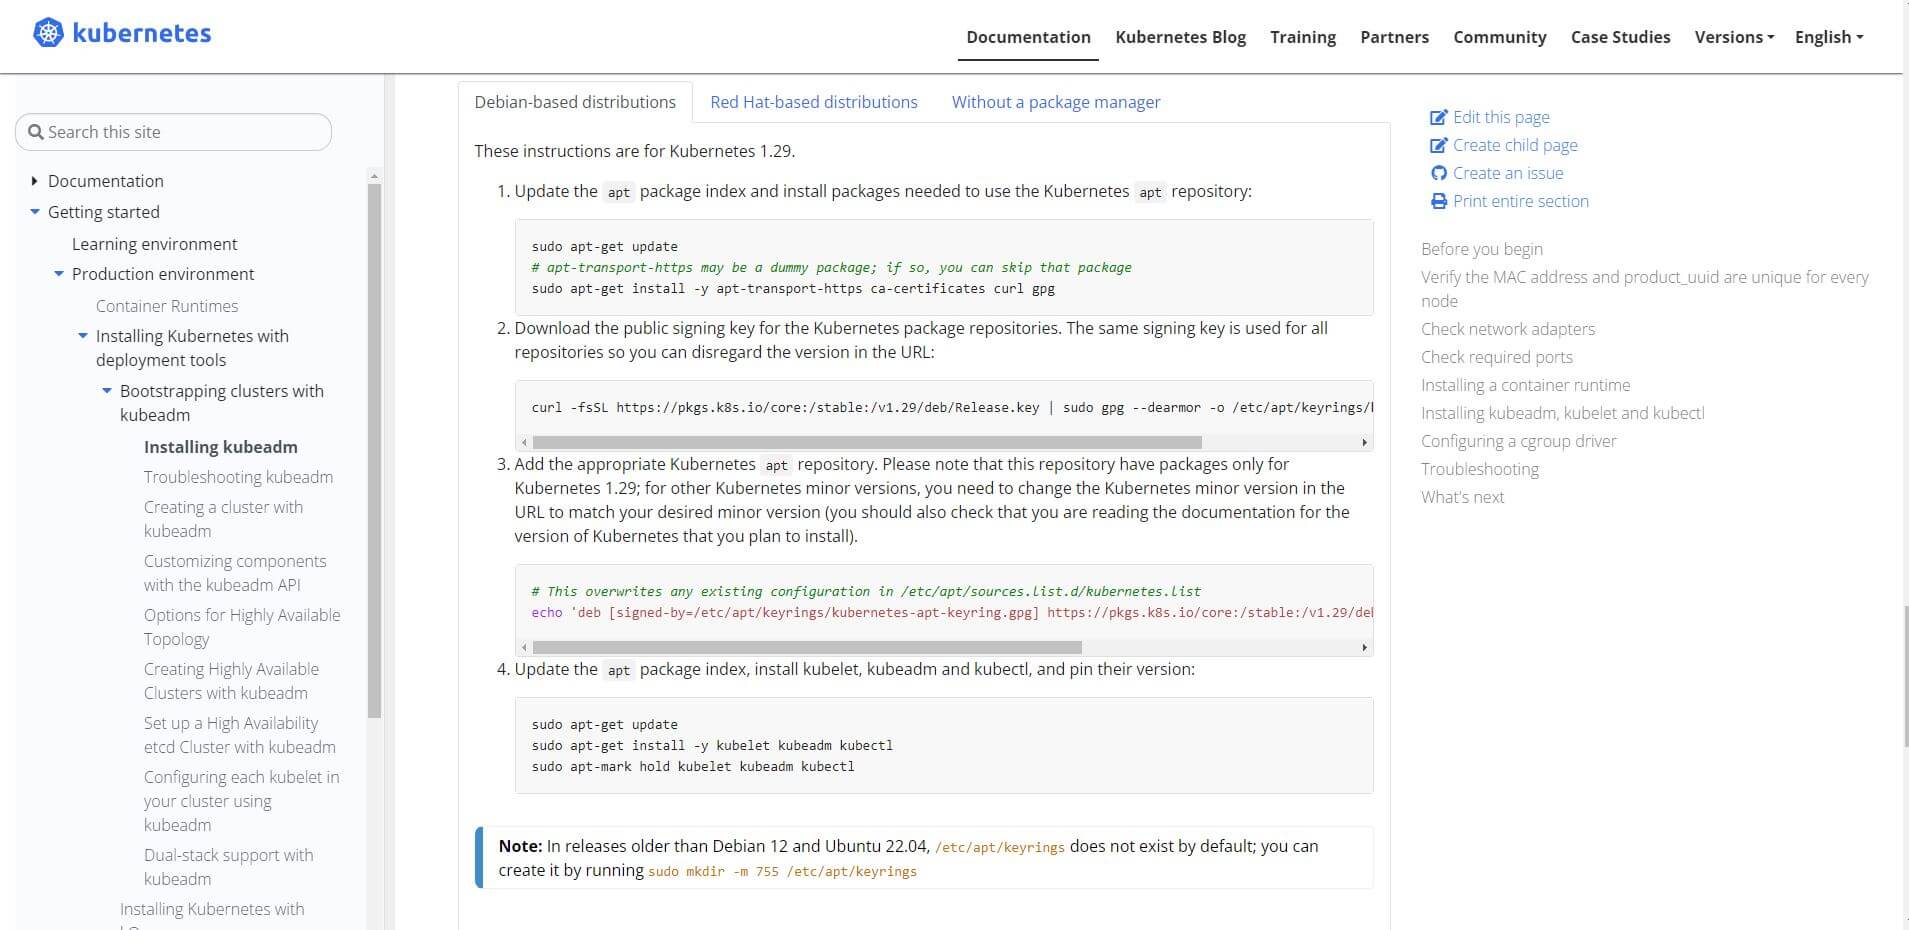 kubernetes
Documentation Kubernetes Blog Training Partners Community Case Studies Versions English
Search this site
Documentation
Getting started
Learning environment
Production environment
Container Runtimes
Installing Kubernetes with
deployment tools
Bootstrapping clusters with
kubeadm
Installing kubeadm
Troubleshooting kubeadm
Creating a cluster with
kubeadm
Customizing components
with the kubeadm API
Options for Highly Available
Topology
Creating Highly Available
Clusters with kubeadm
Set up a High Availability
etcd Cluster with kubeadm
Configuring each kubelet in
your cluster using
kubeadm
Dual-stack support with
kubeadm
Installing Kubernetes with
Debian-based distributions Red Hat-based distributions Without a package manager
These instructions are for Kubernetes 1.29.
1. Update the apt package index and install packages needed to use the Kubernetes apt repository:
sudo apt-get update
# apt-transport-https may be a dummy package; if so, you can skip that package
sudo apt-get install -y apt-transport-https ca-certificates curl gpg
2. Download the public signing key for the Kubernetes package repositories. The same signing key is used for all
repositories so you can disregard the version in the URL:
curl -fsSL https://pkgs.k8s.io/core:/stable:/v1.29/deb/Release.key | sudo gpg --dearmor -o /etc/apt/keyrings/
3. Add the appropriate Kubernetes apt repository. Please note that this repository have packages only for
Kubernetes 1.29; for other Kubernetes minor versions, you need to change the Kubernetes minor version in the
URL to match your desired minor version (you should also check that you are reading the documentation for the
version of Kubernetes that you plan to install).
# This overwrites any existing configuration in /etc/apt/sources.list.d/kubernetes.list
echo 'deb [signed-by=/etc/apt/keyrings/kubernetes-apt-keyring.gpg] https://pkgs.k8s.io/core:/stable:/v1.29/deb
4. Update the apt package index, install kubelet, kubeadm and kubectl, and pin their version:
sudo apt-get update
sudo apt-get install -y kubelet kubeadm kubectl
sudo apt-mark hold kubelet kubeadm kubectl
Note: In releases older than Debian 12 and Ubuntu 22.04, /etc/apt/keyrings does not exist by default; you can
create it by running sudo mkdir -m 755 /etc/apt/keyrings
Edit this page
Create child page
Create an issue
Print entire section
Before you begin
Verify the MAC address and product_uuid are unique for every
node
Check network adapters
Check required ports
Installing a container runtime
Installing kubeadm, kubelet and kubectl
Configuring a cgroup driver
Troubleshooting
What's next